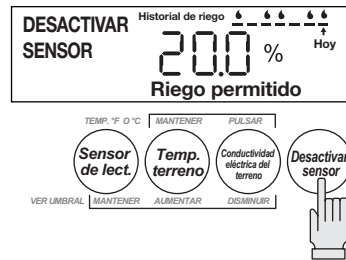 DESACTIVAR
SENSOR
Historial de riego
Hoy
20.0 %
Riego permitido
TEMP. °F O °C
MANTENER
PULSAR
Sensor
de lect.
Temp.
terreno
Conductividad
eléctrica del
terreno
Desactivar
sensor
VER UMBRAL
MANTENER
AUMENTAR
DISMINUIR